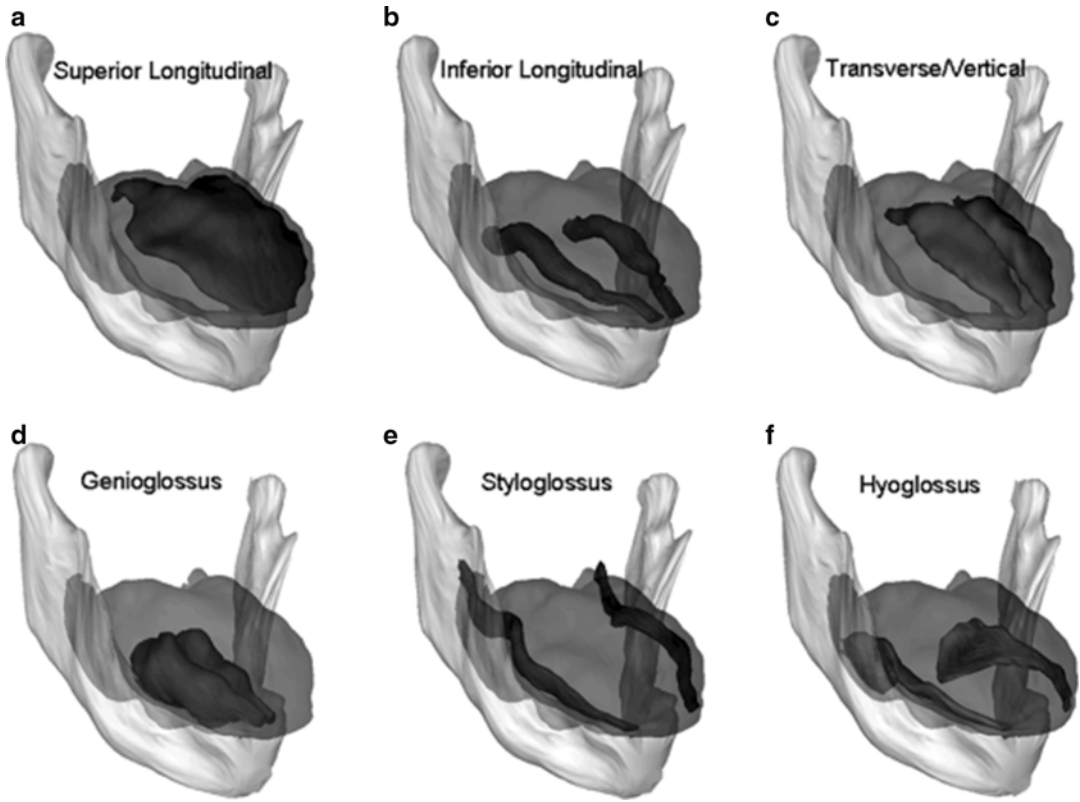 a
Superior Longitudinal
b
Inferior Longitudinal
c
Transverse/Vertical
d
Genioglossus
e
Styloglossus
f
Hyoglossus